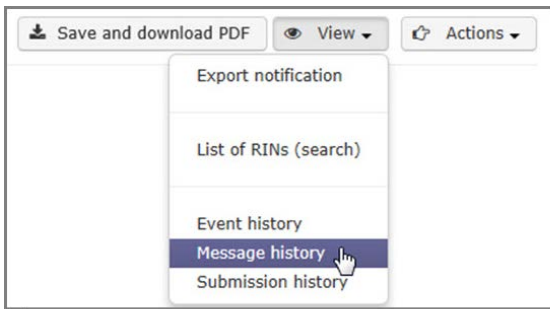 Save and download PDF View Actions
Export notification
List of RINs (search)
Event history
Message history
Submission history